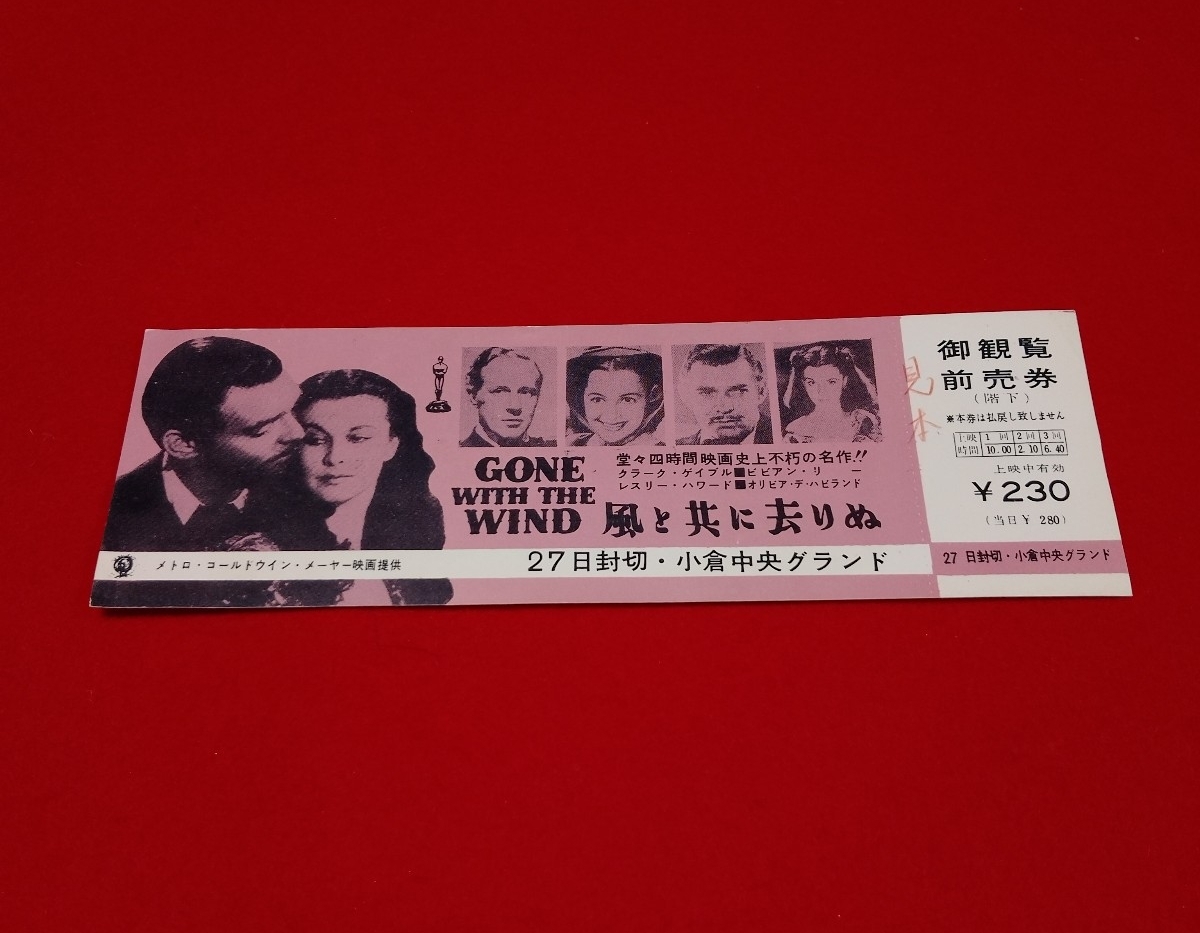 堂々四時間映画史上不朽の名作!!
クラーク・ゲイブル■ビビアン・リー
レスリー・ハワード■オリビア・デ・ハビランド
GONE
WITH THE
WIND
風と共に去りぬ
メトロ・ゴールドウイン・メーヤー映画提供
27日封切・小倉中央グランド
見本
御観覧
前売券
(階下)
※本券は払戻し致しません
上映時間 1回 2回 3回
10.00 2.10 6.40
上映中有効
¥230
(当日¥ 280)
27日封切・小倉中央グランド